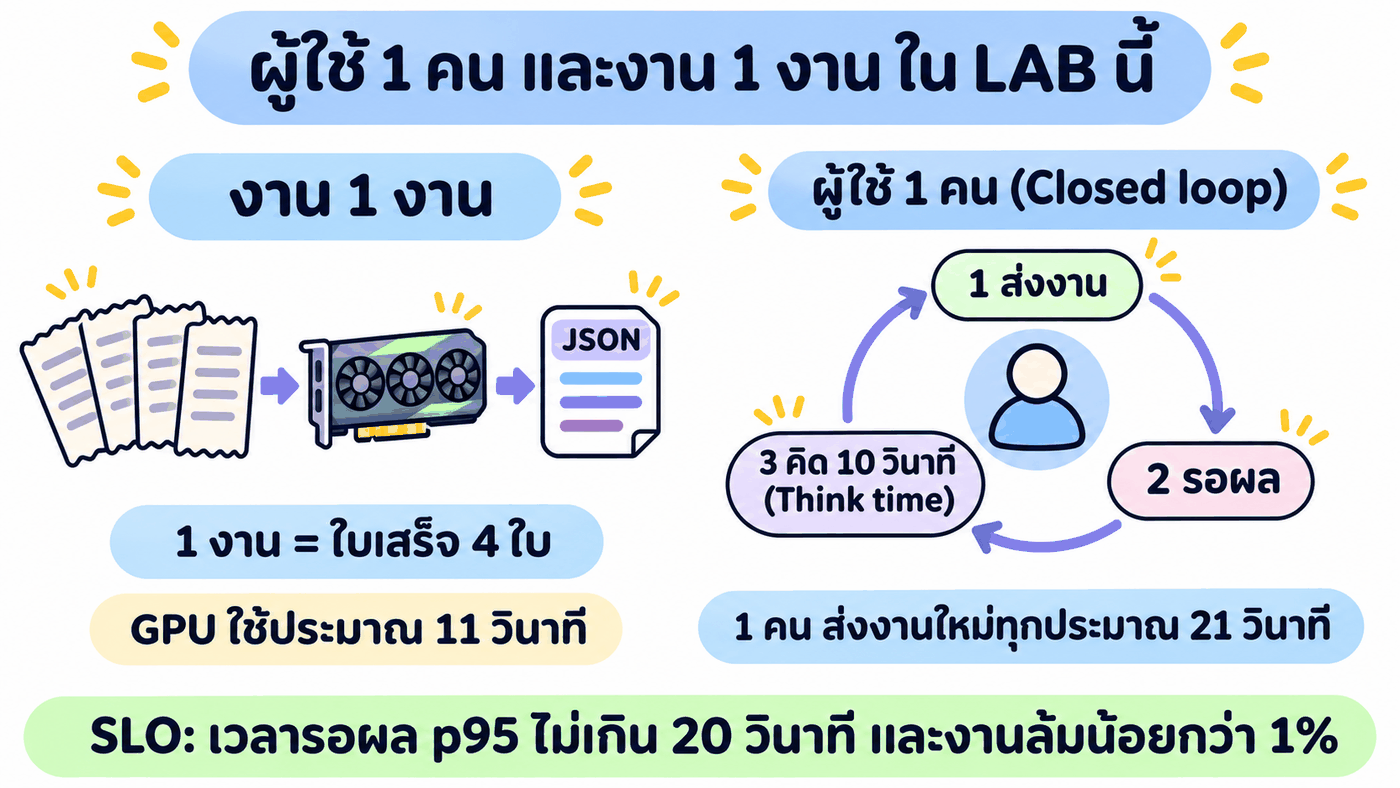 ผู้ใช้ 1 คน และงาน 1 งาน ใน LAB นี้
งาน 1 งาน
JSON
1 งาน = ใบเสร็จ 4 ใบ
GPU ใช้ประมาณ 11 วินาที
ผู้ใช้ 1 คน (Closed loop)
1 ส่งงาน
2 รอผล
3 คิด 10 วินาที
(Think time)
1 คน ส่งงานใหม่ทุกประมาณ 21 วินาที
SLO: เวลารอผล p95 ไม่เกิน 20 วินาที และงานล้มน้อยกว่า 1%